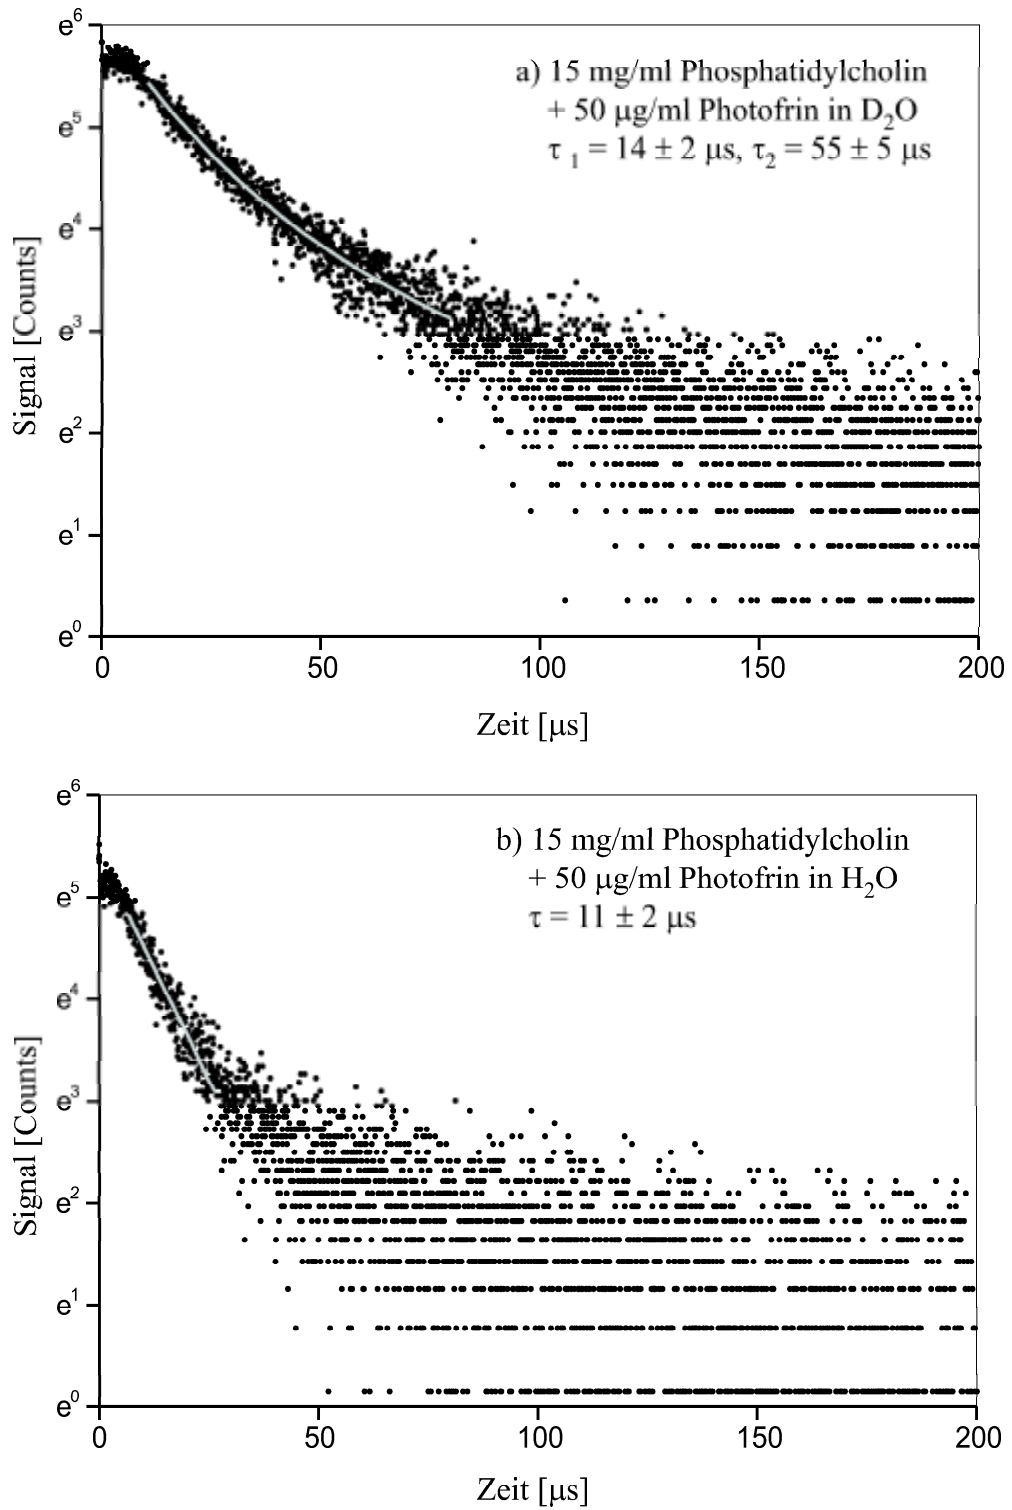 e⁶
a) 15 mg/ml Phosphatidylcholin
+ 50 μg/ml Photofrin in D₂O
τ ₁ = 14 ± 2 μs, τ₂ = 55 ± 5 μs
e⁵
e⁴
Signal [Counts]
e³
e²
e¹
e⁰
0 50 100 150 200
Zeit [μs]
e⁶
b) 15 mg/ml Phosphatidylcholin
+ 50 μg/ml Photofrin in H₂O
τ = 11 ± 2 μs
e⁵
e⁴
Signal [Counts]
e³
e²
e¹
e⁰
0 50 100 150 200
Zeit [μs]